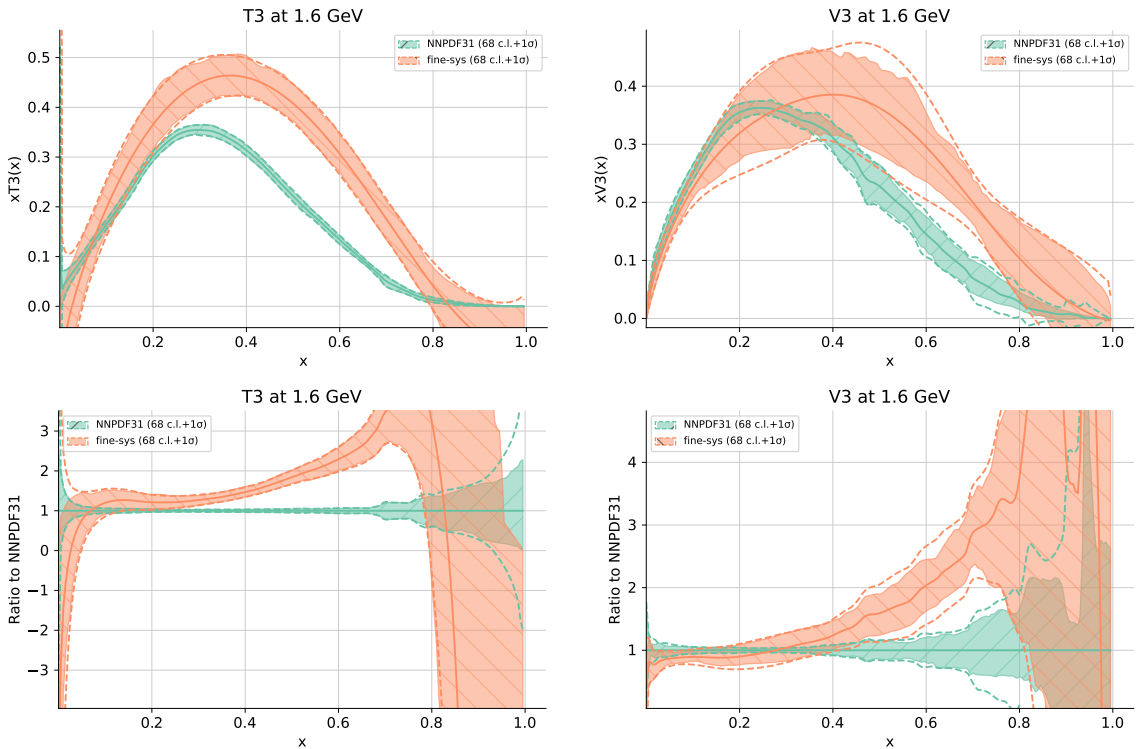 T3 at 1.6 GeV
xT3(x)
0.5
0.4
0.3
0.2
0.1
0.0
NNPDF31 (68 c.l.+1σ)
fine-sys (68 c.l.+1σ)
0.2 0.4 0.6 0.8 1.0
x
V3 at 1.6 GeV
xV3(x)
0.4
0.3
0.2
0.1
0.0
NNPDF31 (68 c.l.+1σ)
fine-sys (68 c.l.+1σ)
0.2 0.4 0.6 0.8 1.0
x
T3 at 1.6 GeV
Ratio to NNPDF31
3
2
1
0
−1
−2
−3
NNPDF31 (68 c.l.+1σ)
fine-sys (68 c.l.+1σ)
0.2 0.4 0.6 0.8 1.0
x
V3 at 1.6 GeV
Ratio to NNPDF31
4
3
2
1
NNPDF31 (68 c.l.+1σ)
fine-sys (68 c.l.+1σ)
0.2 0.4 0.6 0.8 1.0
x